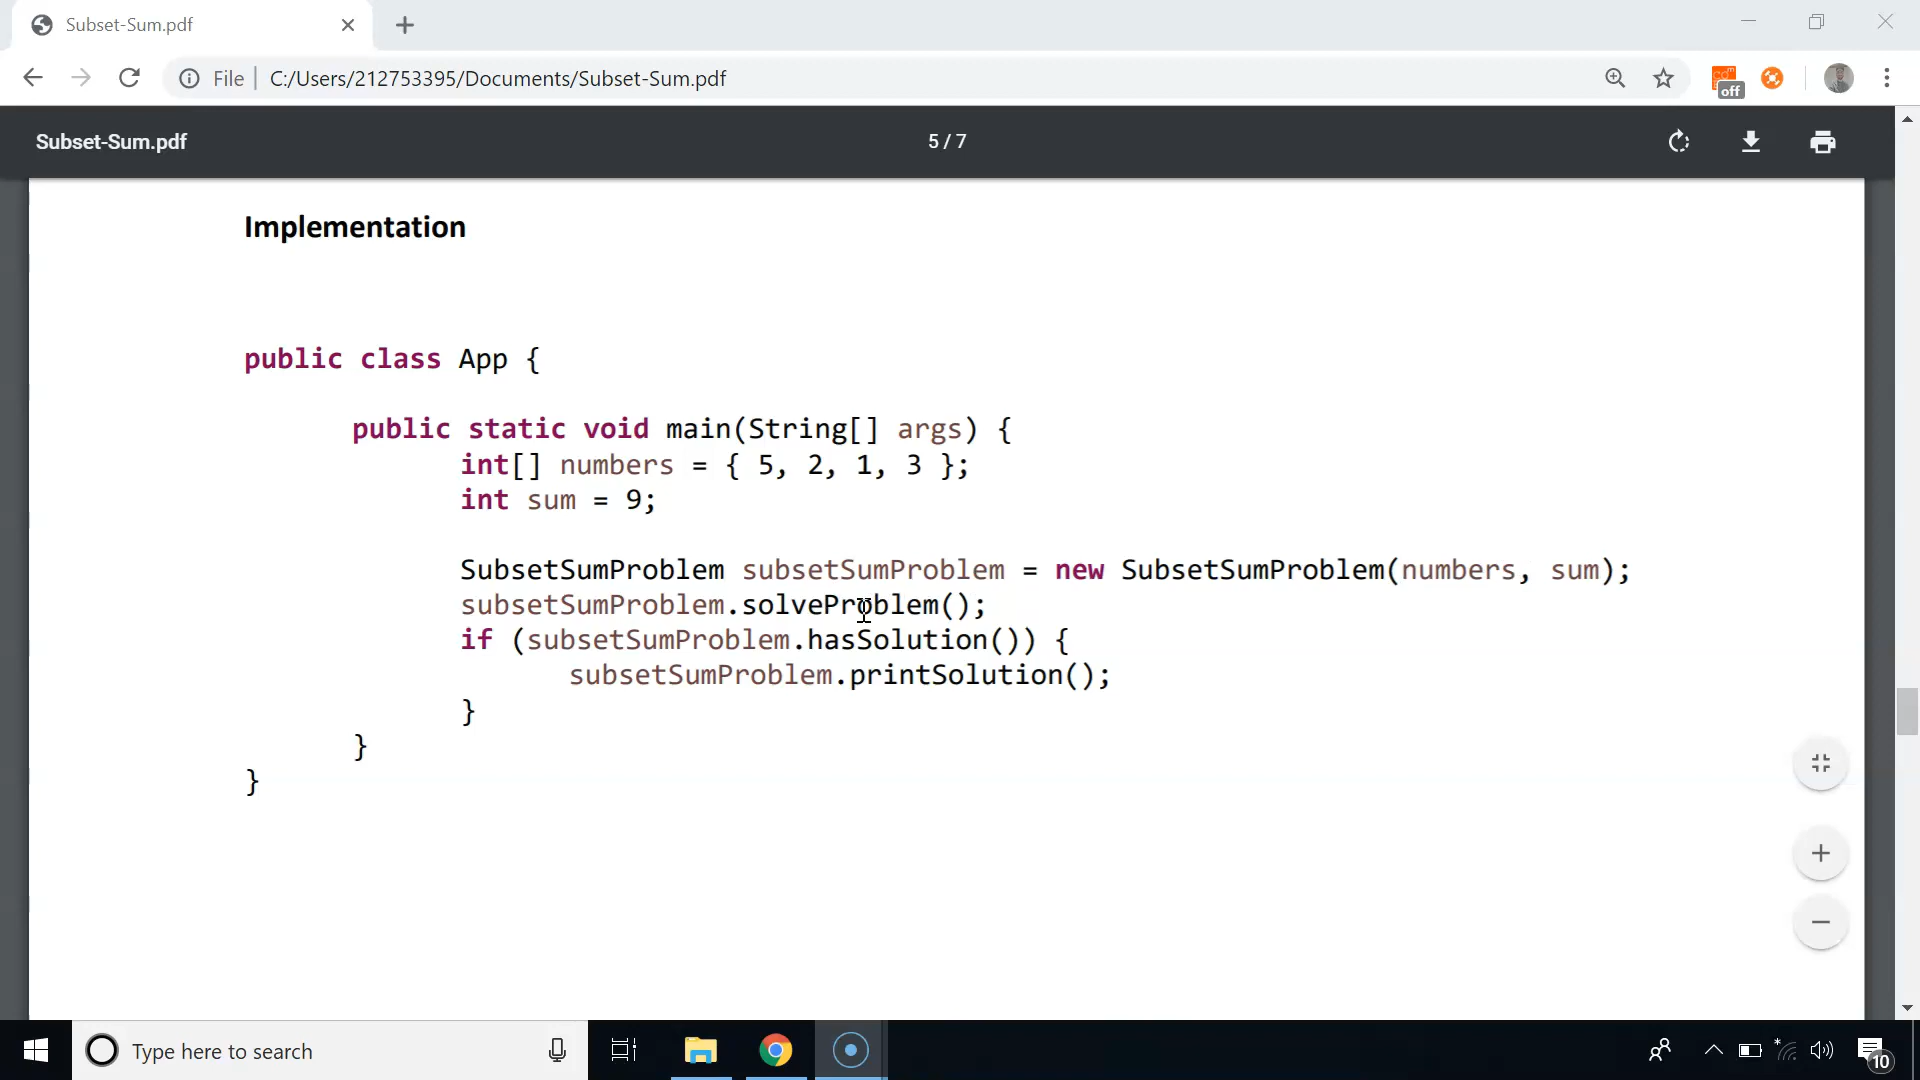 Subset-Sum.pdf
File C:/Users/212753395/Documents/Subset-Sum.pdf
off
Subset-Sum.pdf 5 / 7
Implementation
public class App {
public static void main(String[] args) {
int[] numbers = { 5, 2, 1, 3 };
int sum = 9;
SubsetSumProblem subsetSumProblem = new SubsetSumProblem(numbers, sum);
subsetSumProblem.solveProblem();
if (subsetSumProblem.hasSolution()) {
subsetSumProblem.printSolution();
}
}
}
Type here to search
10